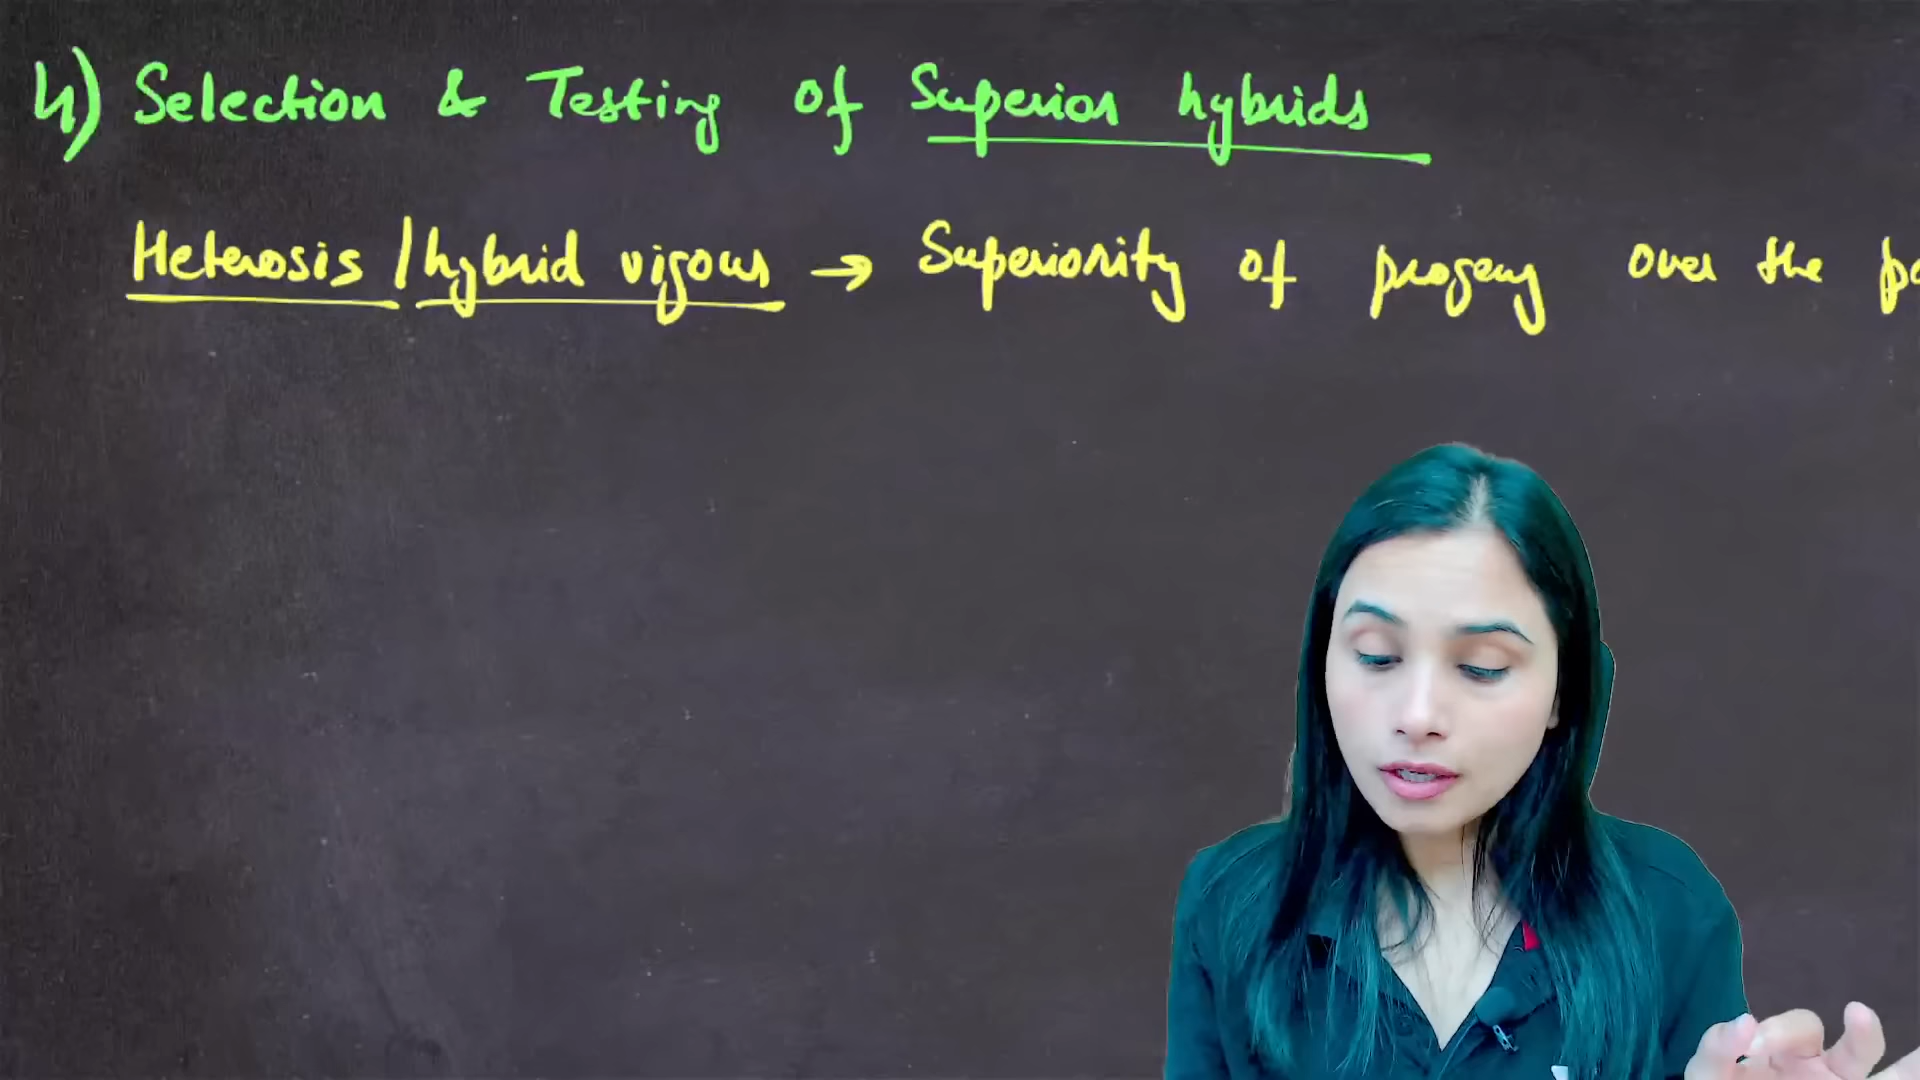 4) Selection & Testing of Superior hybrids
Heterosis / hybrid vigour → Superiority of progeny over the